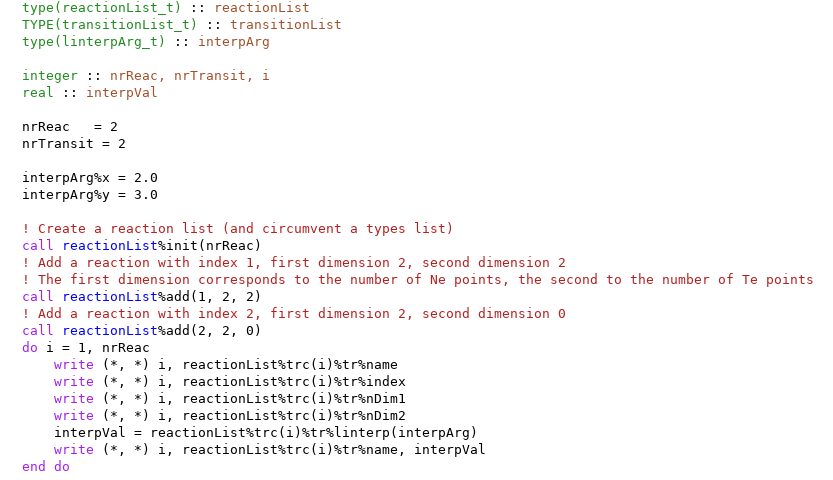 type(reactionList_t) :: reactionList
TYPE(transitionList_t) :: transitionList
type(linterpArg_t) :: interpArg

integer :: nrReac, nrTransit, i
real :: interpVal

nrReac   = 2
nrTransit = 2

interpArg%x = 2.0
interpArg%y = 3.0

! Create a reaction list (and circumvent a types list)
call reactionList%init(nrReac)
! Add a reaction with index 1, first dimension 2, second dimension 2
! The first dimension corresponds to the number of Ne points, the second to the number of Te points
call reactionList%add(1, 2, 2)
! Add a reaction with index 2, first dimension 2, second dimension 0
call reactionList%add(2, 2, 0)
do i = 1, nrReac
    write (*, *) i, reactionList%trc(i)%tr%name
    write (*, *) i, reactionList%trc(i)%tr%index
    write (*, *) i, reactionList%trc(i)%tr%nDim1
    write (*, *) i, reactionList%trc(i)%tr%nDim2
    interpVal = reactionList%trc(i)%tr%linterp(interpArg)
    write (*, *) i, reactionList%trc(i)%tr%name, interpVal
end do